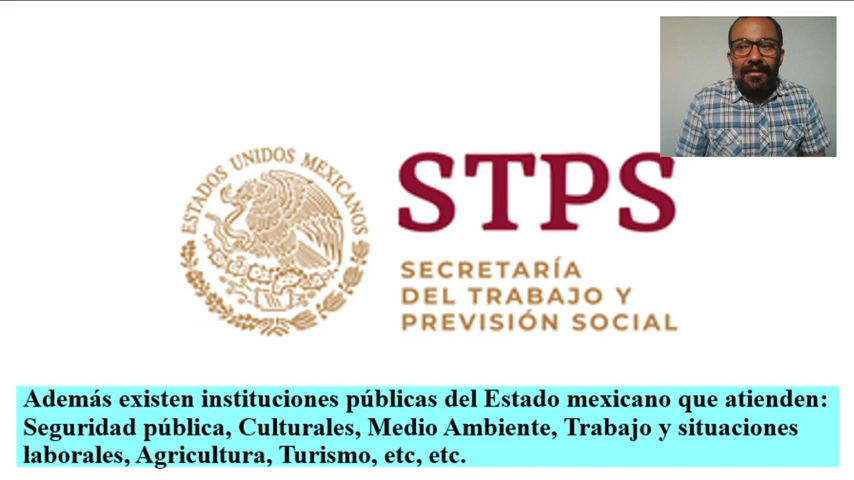 ESTADOS UNIDOS MEXICANOS
STPS
SECRETARÍA
DEL TRABAJO Y
PREVISIÓN SOCIAL
Además existen instituciones públicas del Estado mexicano que atienden:
Seguridad pública, Culturales, Medio Ambiente, Trabajo y situaciones
laborales, Agricultura, Turismo, etc, etc.